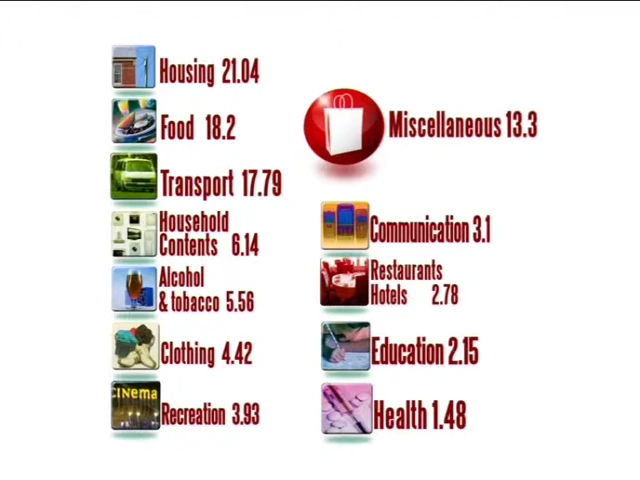 Housing 21.04
Food 18.2
Transport 17.79
Household
Contents 6.14
Alcohol
& tobacco 5.56
Clothing 4.42
CINema
Recreation 3.93
Miscellaneous 13.3
Communication 3.1
Restaurants
Hotels 2.78
Education 2.15
Health 1.48